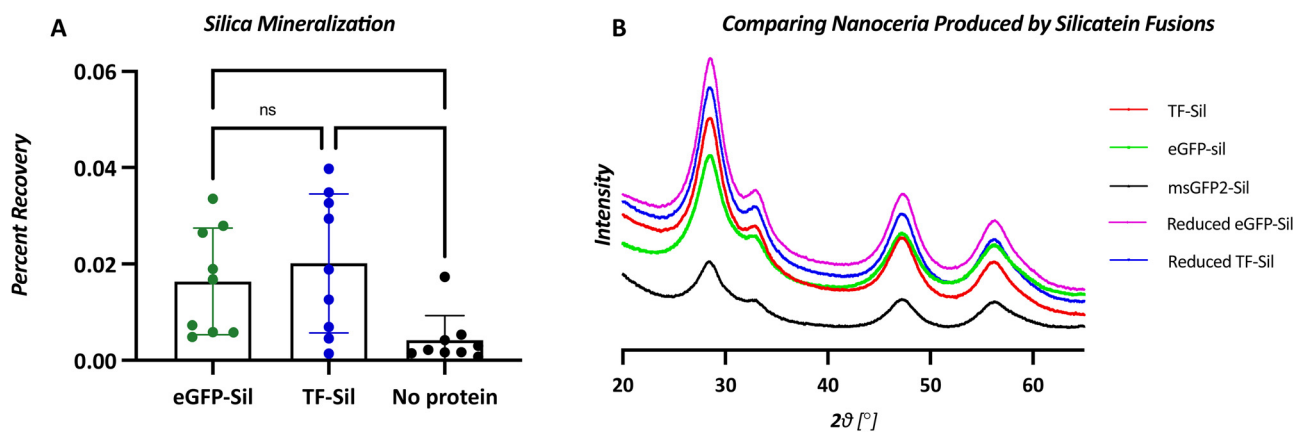 A
Silica Mineralization
Percent Recovery
0.06
0.04
0.02
0.00
ns
eGFP-Sil
TF-Sil
No protein
B
Comparing Nanoceria Produced by Silicatein Fusions
Intensity
20
30
40
50
60
2ϑ [°]
TF-Sil
eGFP-sil
msGFP2-Sil
Reduced eGFP-Sil
Reduced TF-Sil